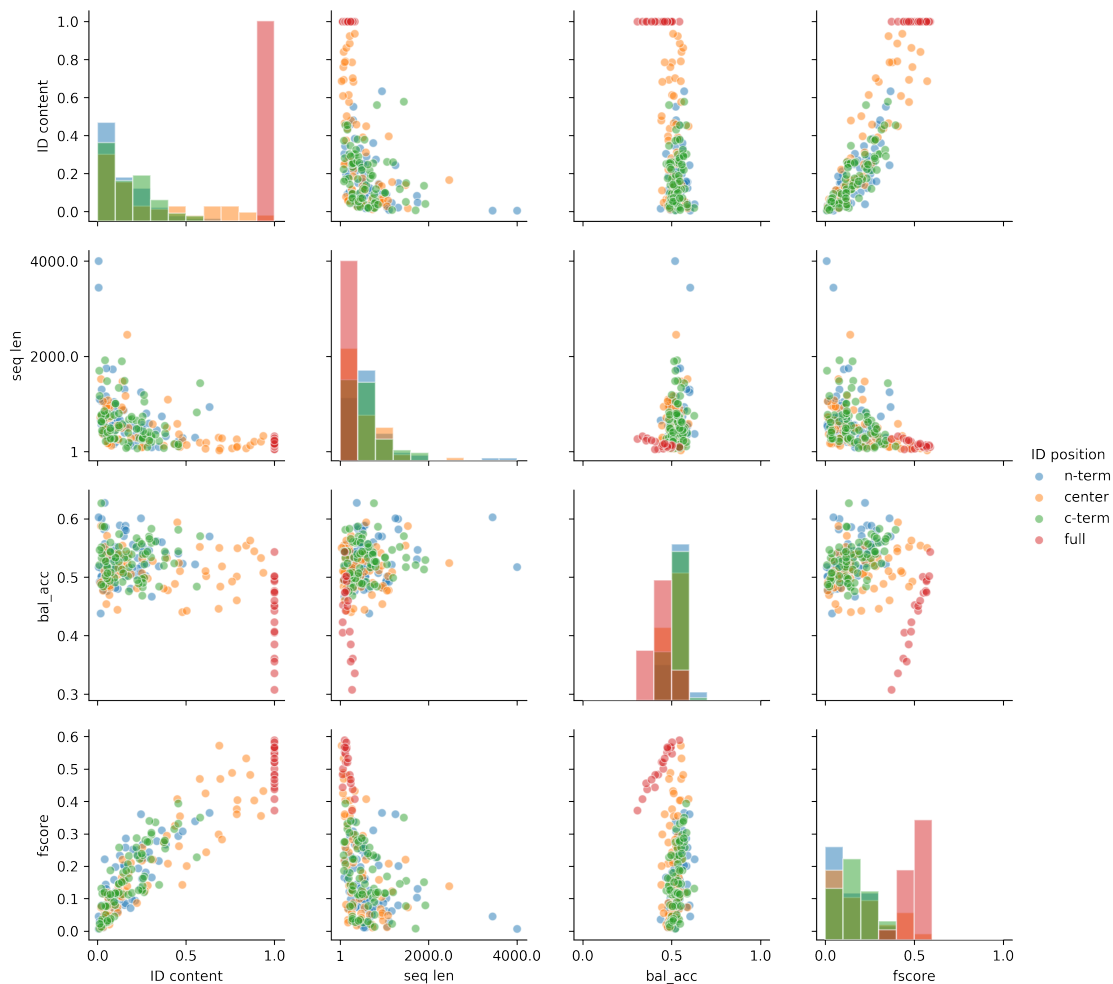 1.0
0.8
0.6
0.4
0.2
0.0
ID content
4000.0
2000.0
1
seq len
0.6
0.5
0.4
0.3
bal_acc
0.6
0.5
0.4
0.3
0.2
0.1
0.0
fscore
0.0 1.0
ID content
1 2000.0 4000.0
seq len
0.0 0.5 1.0
bal_acc
0.0 0.5 1.0
fscore
ID position
n-term
center
c-term
full